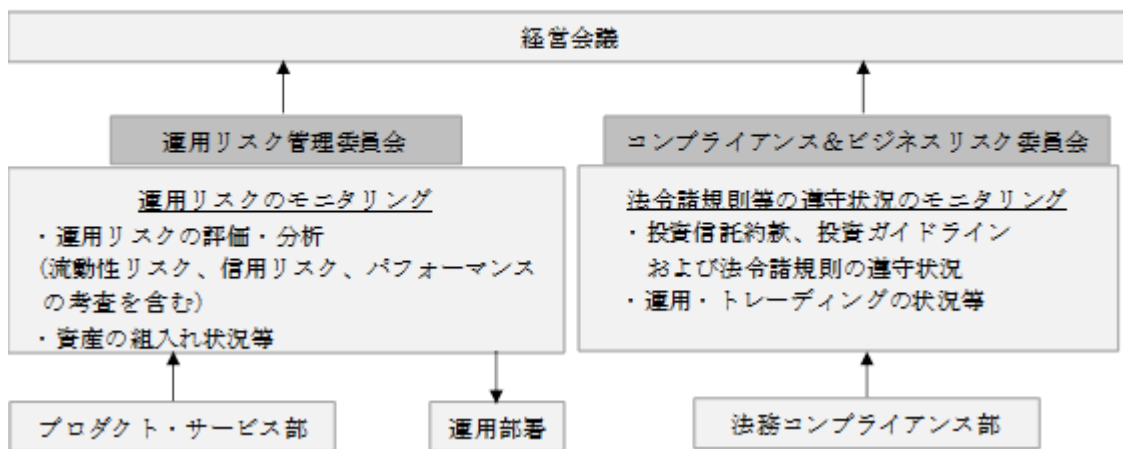 経営会議
運用リスク管理委員会
運用リスクのモニタリング
・運用リスクの評価・分析
(流動性リスク、信用リスク、パフォーマンス
の考査を含む)
・資産の組入れ状況等
プロダクト・サービス部
運用部署
コンプライアンス＆ビジネスリスク委員会
法令諸規則等の遵守状況のモニタリング
・投資信託約款、投資ガイドライン
および法令諸規則の遵守状況
・運用・トレーディングの状況等
法務コンプライアンス部